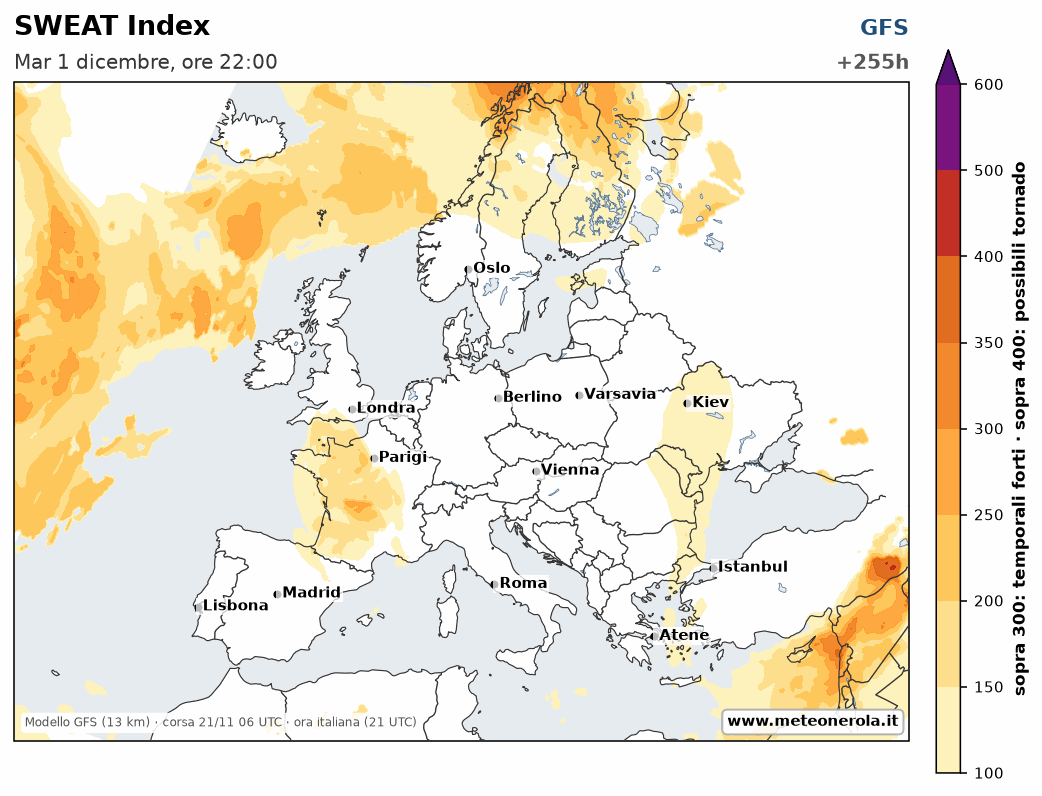 SWEAT Index
GFS
Mar 1 dicembre, ore 22:00
+255h
600
500
400
350
300
250
200
150
100
sopra 300: temporali forti · sopra 400: possibili tornado
Oslo
Berlino
Varsavia
Kiev
Londra
Parigi
Vienna
Istanbul
Roma
Madrid
Lisbona
Atene
Modello GFS (13 km) · corsa 21/11 06 UTC · ora italiana (21 UTC)
www.meteonerola.it